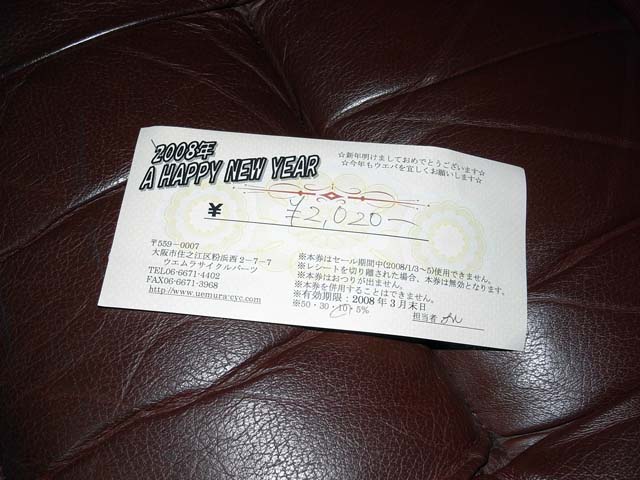 2008年
A HAPPY NEW YEAR
☆新年明けましておめでとうございます☆
☆今年もウエパを宜しくお願いします☆
¥ ¥2,020-
〒559-0007
大阪市住之江区粉浜西2-7-7
ウエムラサイクルパーツ
TEL06-6671-4402
FAX06-6671-3968
http://www.uemura-cyc.com
※本券はセール期間中(2008/1/3~5)使用できません。
※レシートを切り離された場合、本券は無効となります。
※本券はおつりが出ません。
※本券を併用することはできません。
※有効期限:2008年3月末日
※50・30・10・5%
担当者